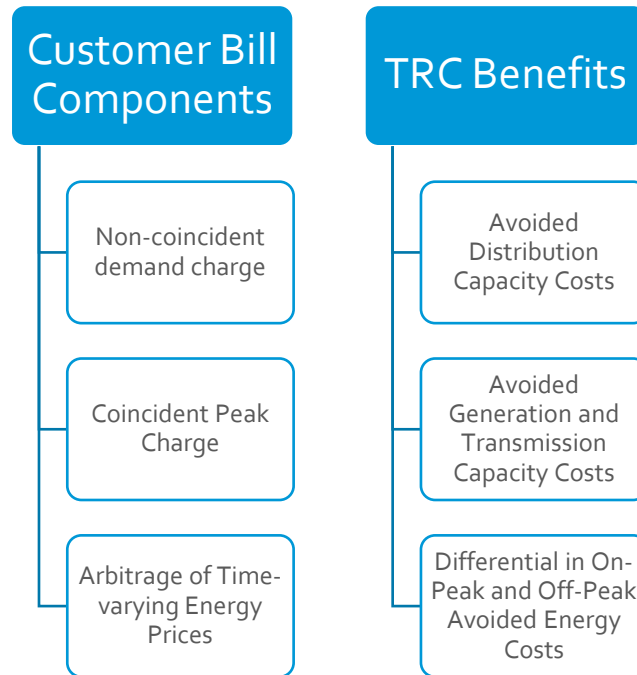 Customer Bill
Components
Non-coincident
demand charge
Coincident Peak
Charge
Arbitrage of Time-
varying Energy
Prices
TRC Benefits
Avoided
Distribution
Capacity Costs
Avoided
Generation and
Transmission
Capacity Costs
Differential in On-
Peak and Off-Peak
Avoided Energy
Costs